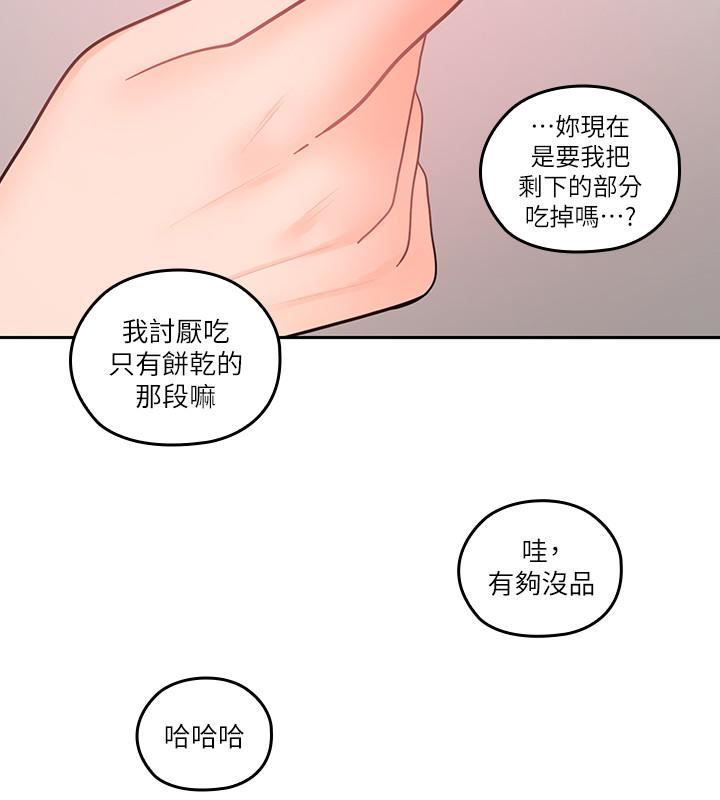 …妳現在
是要我把
剩下的部分
吃掉嗎…?
我討厭吃
只有餅乾的
那段嘛
哇，
有夠沒品
哈哈哈